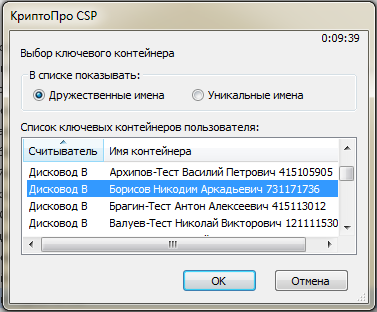 КриптоПро CSP
0:09:39
Выбор ключевого контейнера
В списке показывать:
Дружественные имена Уникальные имена
Список ключевых контейнеров пользователя:
Считыватель Имя контейнера
Дисковод B Архипов-Тест Василий Петрович 415105905
Дисковод B Борисов Никодим Аркадьевич 731171736
Дисковод B Брагин-Тест Антон Алексеевич 415113012
Дисковод B Валуев-Тест Николай Викторович 121111530
OK Отмена